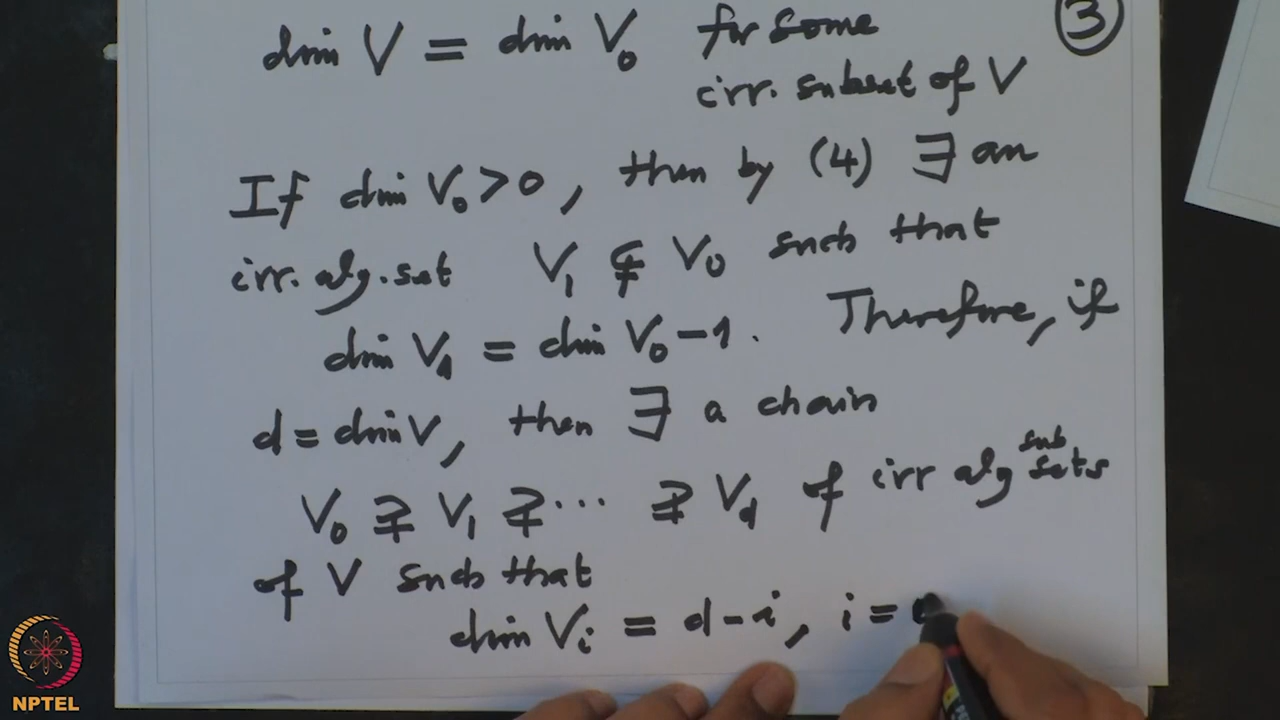 ③
dim V = dim V₀ for some
irr. subset of V
If dim V₀ > 0, then by (4) ∃ an
irr. alg. set V₁ ⊊ V₀ such that
dim V₁ = dim V₀ - 1. Therefore, if
d = dim V, then ∃ a chain
V₀ ⊋ V₁ ⊋ ... ⊋ V_d of irr alg subsets
of V such that
dim Vᵢ = d - i, i = 0
NPTEL